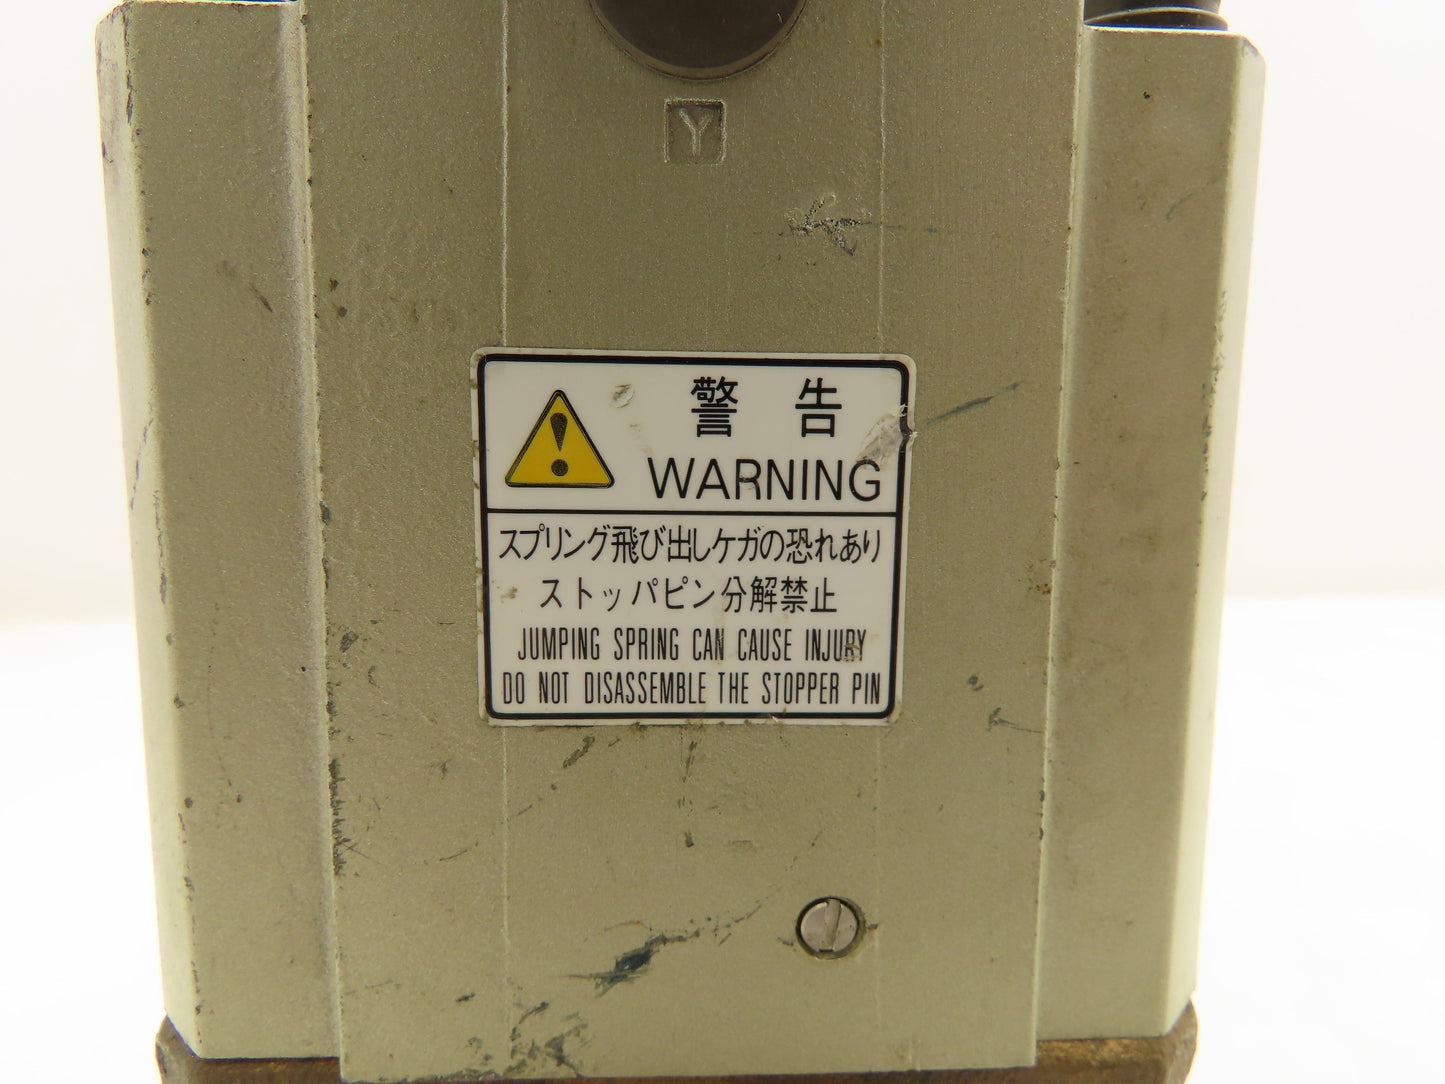 Y
警告
WARNING
スプリング飛び出しケガの恐れあり
ストッパピン分解禁止
JUMPING SPRING CAN CAUSE INJURY
DO NOT DISASSEMBLE THE STOPPER PIN